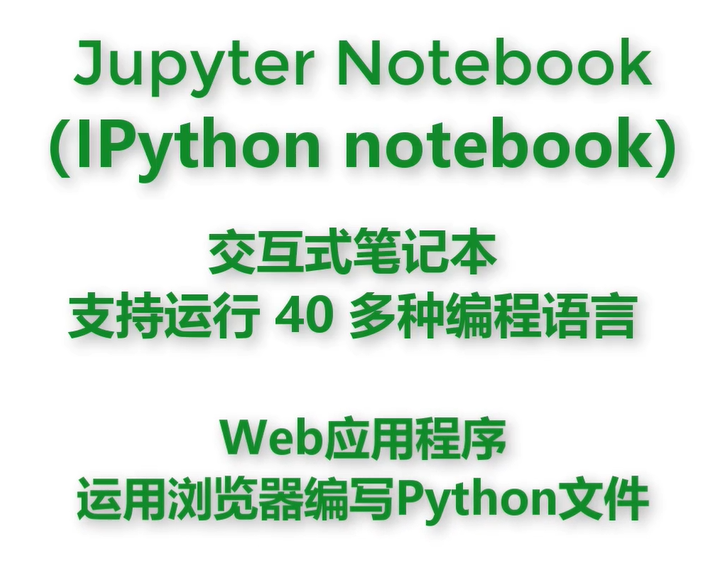 Jupyter Notebook
(IPython notebook)
交互式笔记本
支持运行 40 多种编程语言
Web应用程序
运用浏览器编写Python文件